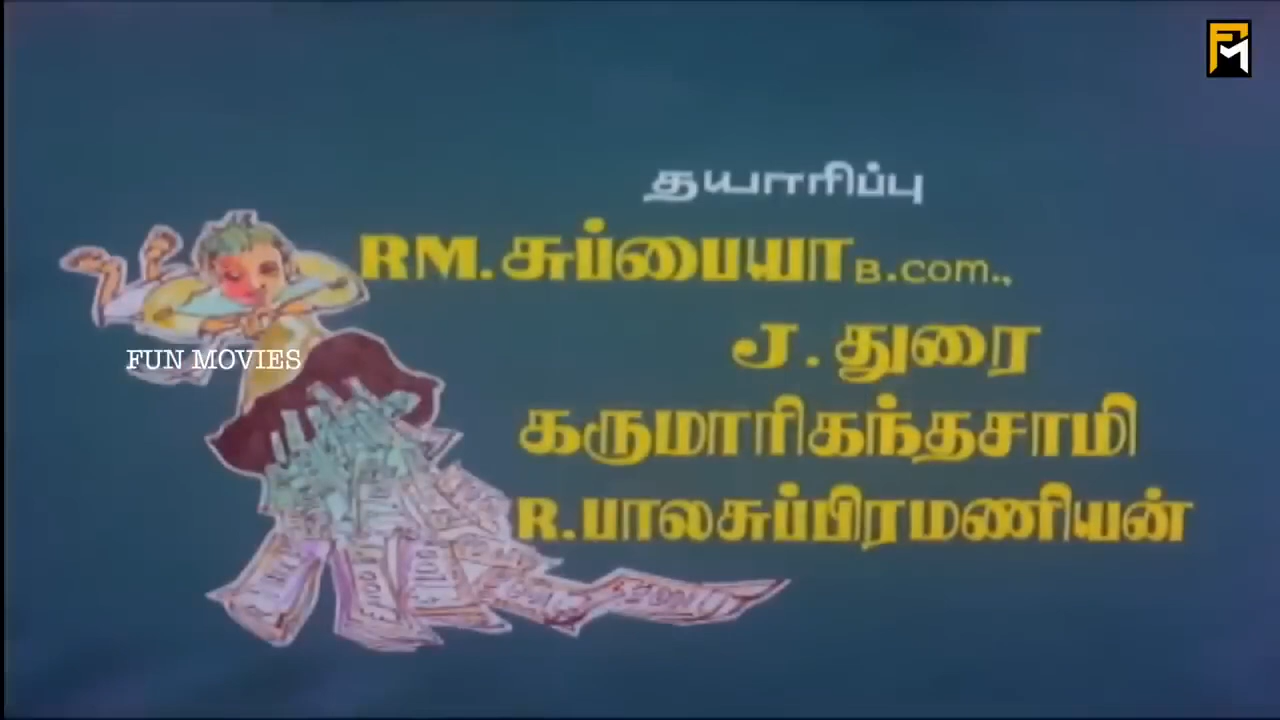 தயாரிப்பு
RM. சுப்பையா B.com.,
J. துரை
கருமாரிகந்தசாமி
R. பாலசுப்பிரமணியன்
FUN MOVIES